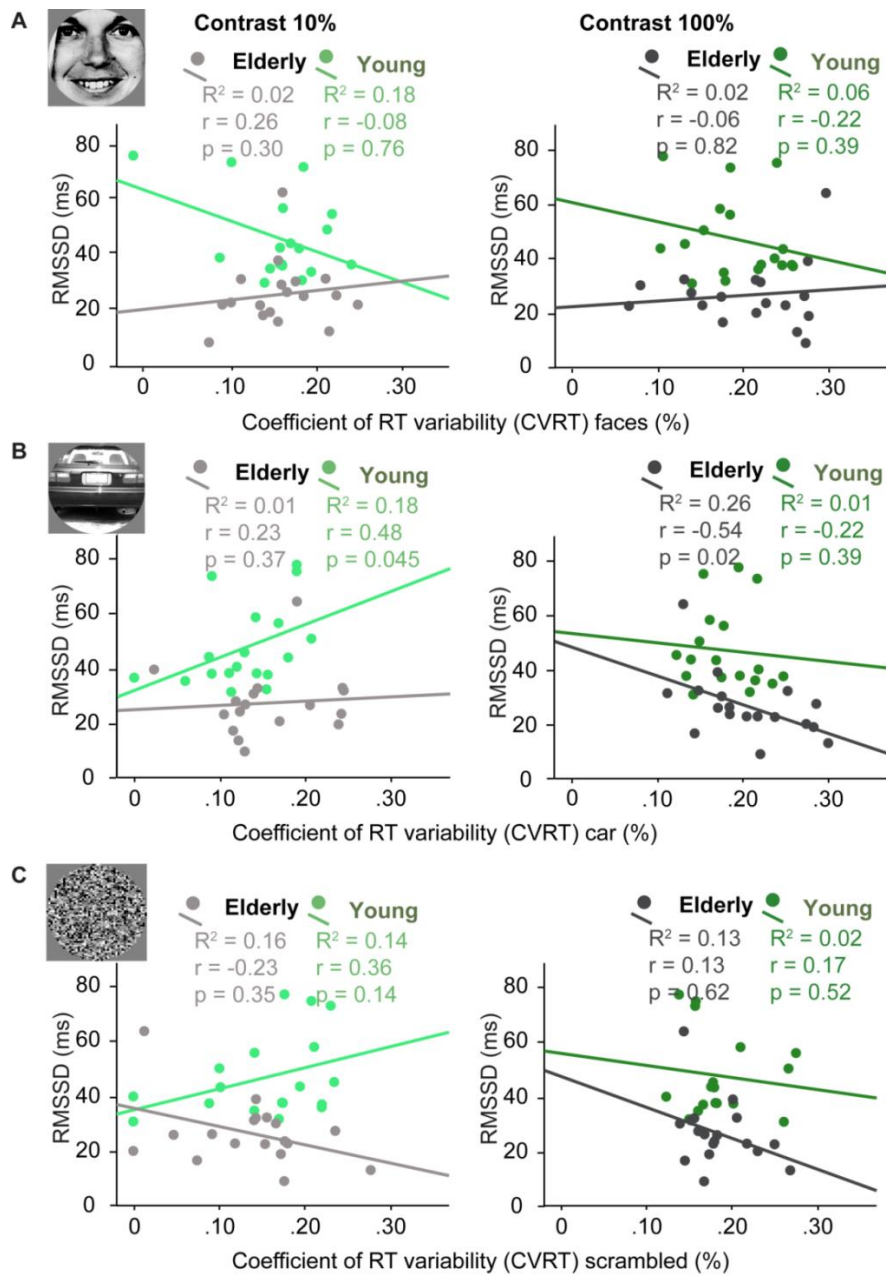 A
Contrast 10%
Contrast 100%
Elderly Young
R² = 0.02 R² = 0.18
r = 0.26 r = -0.08
p = 0.30 p = 0.76
Elderly Young
R² = 0.02 R² = 0.06
r = -0.06 r = -0.22
p = 0.82 p = 0.39
RMSSD (ms)
80
60
40
20
0
0 .10 .20 .30
RMSSD (ms)
80
60
40
20
0
0 .10 .20 .30
Coefficient of RT variability (CVRT) faces (%)
B
Elderly Young
R² = 0.01 R² = 0.18
r = 0.23 r = 0.48
p = 0.37 p = 0.045
Elderly Young
R² = 0.26 R² = 0.01
r = -0.54 r = -0.22
p = 0.02 p = 0.39
RMSSD (ms)
80
60
40
20
0
0 .10 .20 .30
RMSSD (ms)
80
60
40
20
0
0 .10 .20 .30
Coefficient of RT variability (CVRT) car (%)
C
Elderly Young
R² = 0.16 R² = 0.14
r = -0.23 r = 0.36
p = 0.35 p = 0.14
Elderly Young
R² = 0.13 R² = 0.02
r = 0.13 r = 0.17
p = 0.62 p = 0.52
RMSSD (ms)
80
60
40
20
0
0 .10 .20 .30
RMSSD (ms)
80
60
40
20
0
0 .10 .20 .30
Coefficient of RT variability (CVRT) scrambled (%)